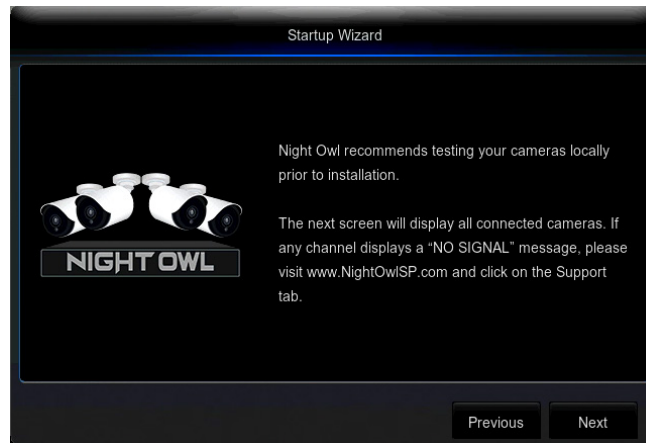 Startup Wizard
Night Owl recommends testing your cameras locally
prior to installation.
The next screen will display all connected cameras. If
any channel displays a “NO SIGNAL” message, please
visit www.NightOwlSP.com and click on the Support
tab.
NIGHT OWL
Previous
Next